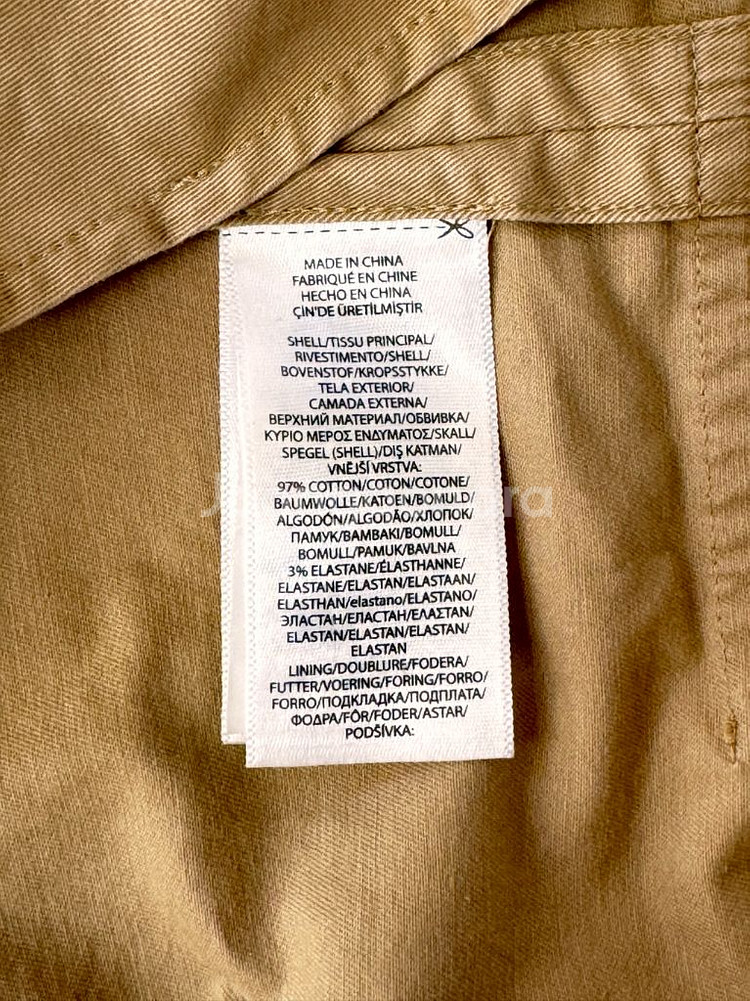 MADE IN CHINA
FABRIQUÉ EN CHINE
HECHO EN CHINA
ÇİN'DE ÜRETİLMİŞTİR
SHELL/TISSU PRINCIPAL/
RIVESTIMENTO/SHELL/
BOVENSTOF/KROPSSTYKKE/
TELA EXTERIOR/
CAMADA EXTERNA/
ВЕРХНИЙ МАТЕРИАЛ/ОБВИВКА/
ΚΥΡΙΟ ΜΕΡΟΣ ΕΝΔΥΜΑΤΟΣ/SKALL/
SPEGEL (SHELL)/DIŞ KATMAN/
VNĚJŠÍ VRSTVA:
97% COTTON/COTON/COTONE/
BAUMWOLLE/KATOEN/BOMULD/
ALGODÓN/ALGODÃO/ХЛОПОК/
ПАМУК/ΒΑΜΒΑΚΙ/BOMULL/
BOMULL/PAMUK/BAVLNA
3% ELASTANE/ÉLASTHANNE/
ELASTANE/ELASTAN/ELASTAAN/
ELASTHAN/elastano/ELASTANO/
ЭЛАСТАН/ЕЛАСТАН/ΕΛΑΣΤΑΝ/
ELASTAN/ELASTAN/ELASTAN/
ELASTAN
LINING/DOUBLURE/FODERA/
FUTTER/VOERING/FORING/FORRO/
FORRO/ПОДКЛАДКА/ПОДПЛАТА/
ΦΟΔΡΑ/FÔR/FODER/ASTAR/
PODŠÍVKA: